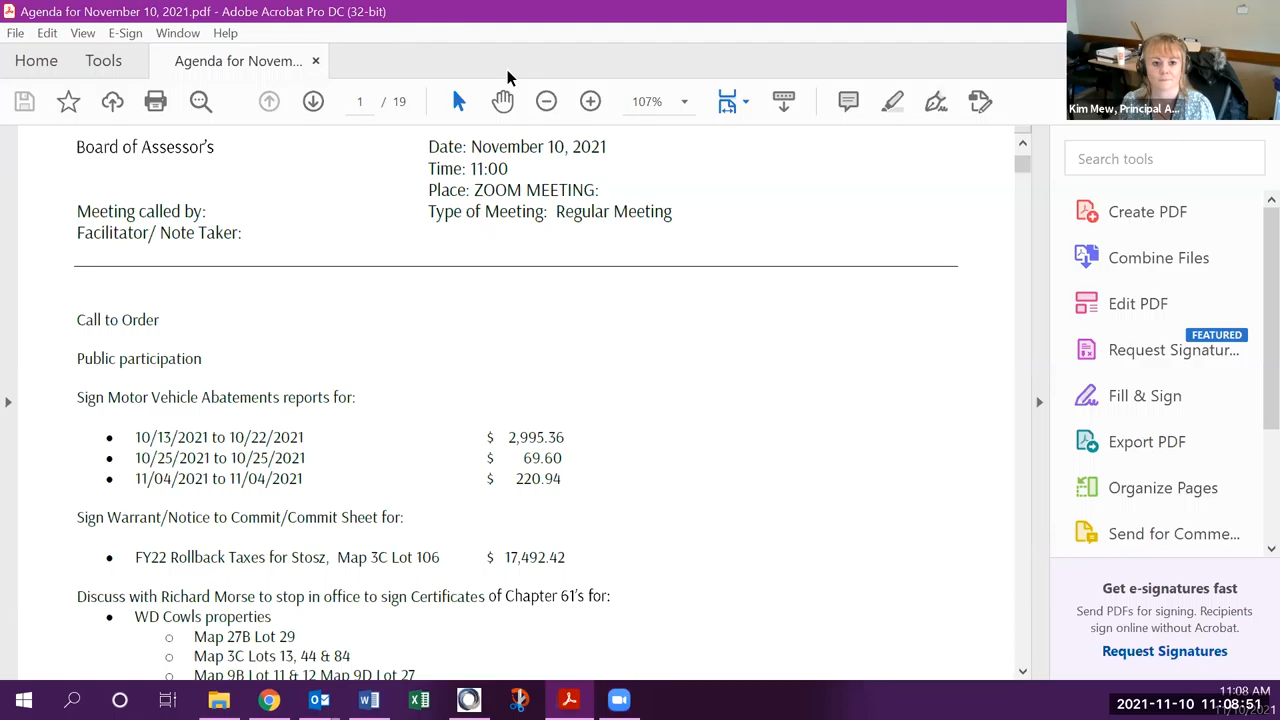 Agenda for November 10, 2021.pdf - Adobe Acrobat Pro DC (32-bit)
File Edit View E-Sign Window Help
Home Tools Agenda for Novem... ×
1 / 19 107%
Kim Mew, Principal A...
Board of Assessor's Date: November 10, 2021
Time: 11:00
Place: ZOOM MEETING:
Meeting called by: Type of Meeting: Regular Meeting
Facilitator/ Note Taker:
Call to Order
Public participation
Sign Motor Vehicle Abatements reports for:
• 10/13/2021 to 10/22/2021 $ 2,995.36
• 10/25/2021 to 10/25/2021 $ 69.60
• 11/04/2021 to 11/04/2021 $ 220.94
Sign Warrant/Notice to Commit/Commit Sheet for:
• FY22 Rollback Taxes for Stosz, Map 3C Lot 106 $ 17,492.42
Discuss with Richard Morse to stop in office to sign Certificates of Chapter 61's for:
• WD Cowls properties
o Map 27B Lot 29
o Map 3C Lots 13, 44 & 84
o Map 9B Lot 11 & 12 Map 9D Lot 27
Search tools
Create PDF
Combine Files
Edit PDF
FEATURED
Request Signatur...
Fill & Sign
Export PDF
Organize Pages
Send for Comme...
Get e-signatures fast
Send PDFs for signing. Recipients
sign online without Acrobat.
Request Signatures
11:08 AM
2021-11-10 11:08:51